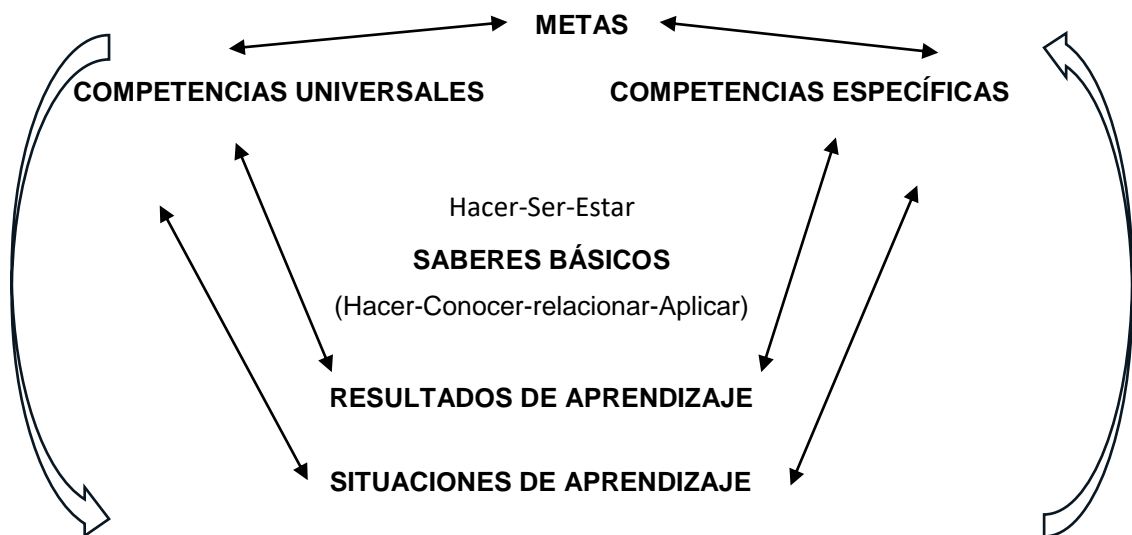 METAS
COMPETENCIAS UNIVERSALES
COMPETENCIAS ESPECÍFICAS
Hacer-Ser-Estar
SABERES BÁSICOS
(Hacer-Conocer-relacionar-Aplicar)
RESULTADOS DE APRENDIZAJE
SITUACIONES DE APRENDIZAJE